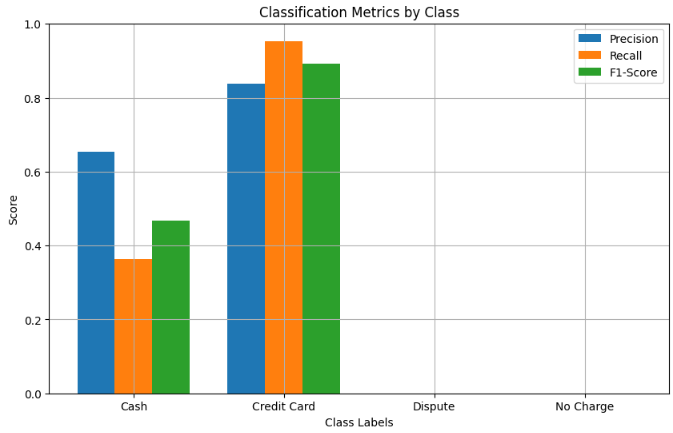 Classification Metrics by Class
Precision
Recall
F1-Score
1.0
0.8
0.6
0.4
0.2
0.0
Score
Cash
Credit Card
Dispute
No Charge
Class Labels